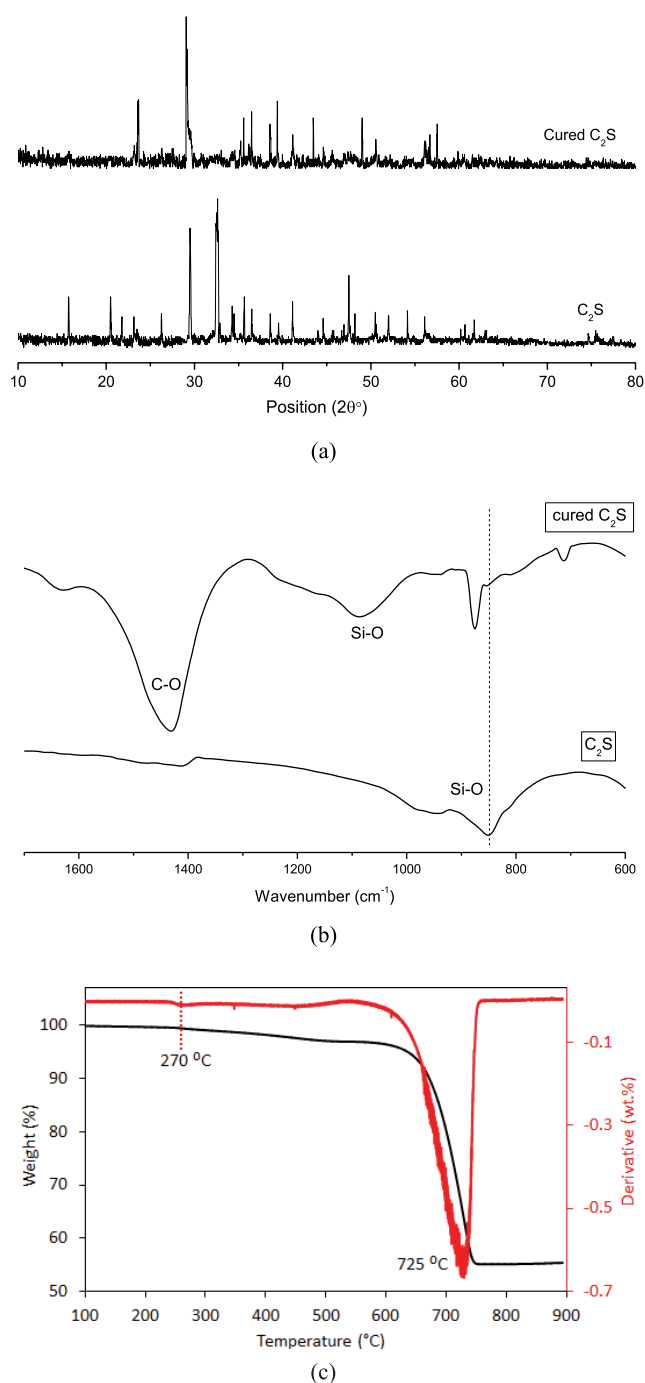 Cured C₂S
C₂S
10 20 30 40 50 60 70 80
Position (2θ°)
(a)
cured C₂S
Si-O
C-O
C₂S
Si-O
1600 1400 1200 1000 800 600
Wavenumber (cm⁻¹)
(b)
100
90
80
70
60
50
Weight (%)
270 ⁰C
725 ⁰C
-0.1
-0.3
-0.5
-0.7
Derivative (wt.%)
100 200 300 400 500 600 700 800 900
Temperature (°C)
(c)